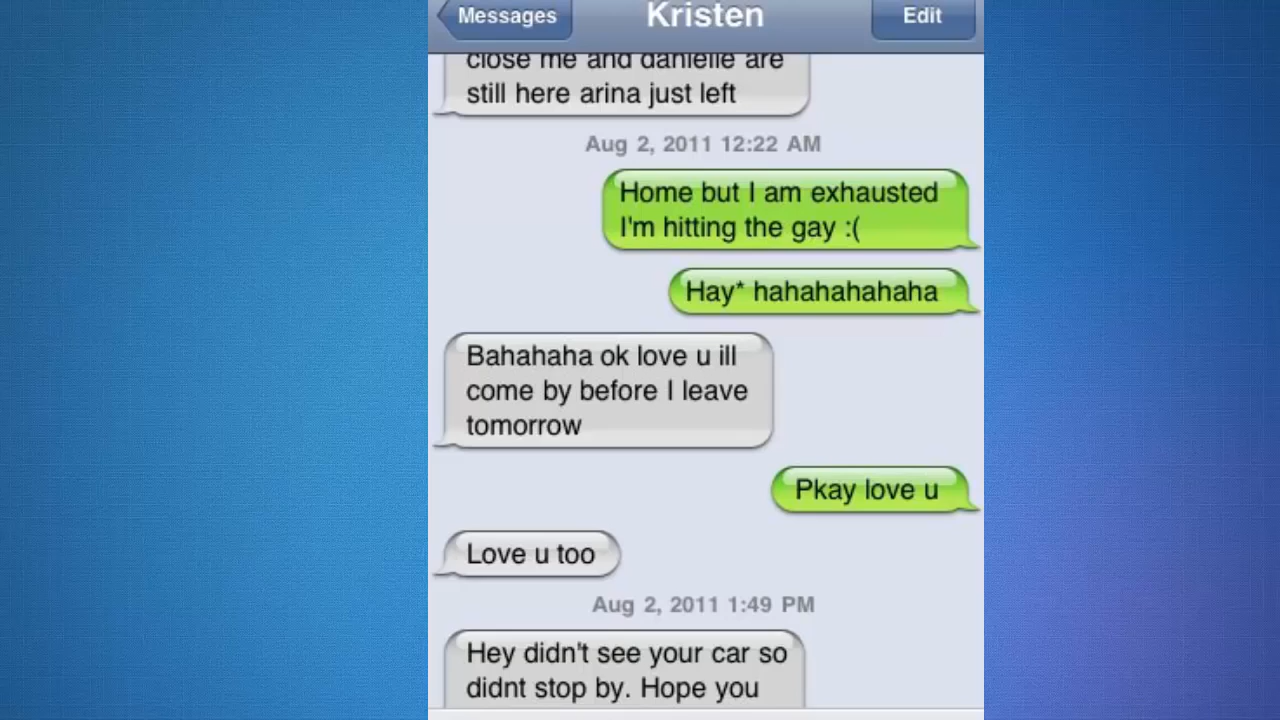 Messages
Kristen
Edit
close me and danielle are
still here arina just left
Aug 2, 2011 12:22 AM
Home but I am exhausted
I'm hitting the gay :(
Hay* hahahahahaha
Bahahaha ok love u ill
come by before I leave
tomorrow
Pkay love u
Love u too
Aug 2, 2011 1:49 PM
Hey didn't see your car so
didnt stop by. Hope you